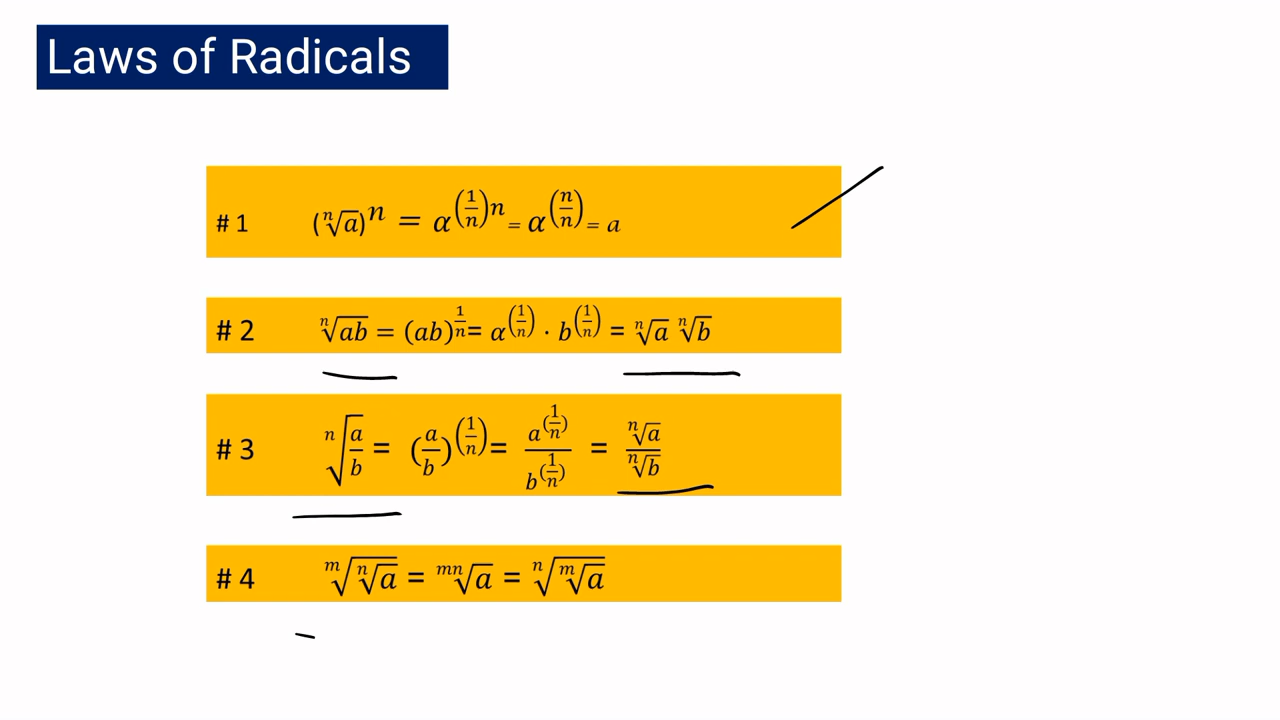 Laws of Radicals
# 1 (ⁿ√a)ⁿ = α^(1/n)n = α^(n/n) = a
# 2 ⁿ√ab = (ab)^1/n = α^(1/n) · b^(1/n) = ⁿ√a ⁿ√b
# 3 ⁿ√a/b = (a/b)^(1/n) = a^(1/n)/b^(1/n) = ⁿ√a/ⁿ√b
# 4 ᵐ√ⁿ√a = ᵐⁿ√a = ⁿ√ᵐ√a